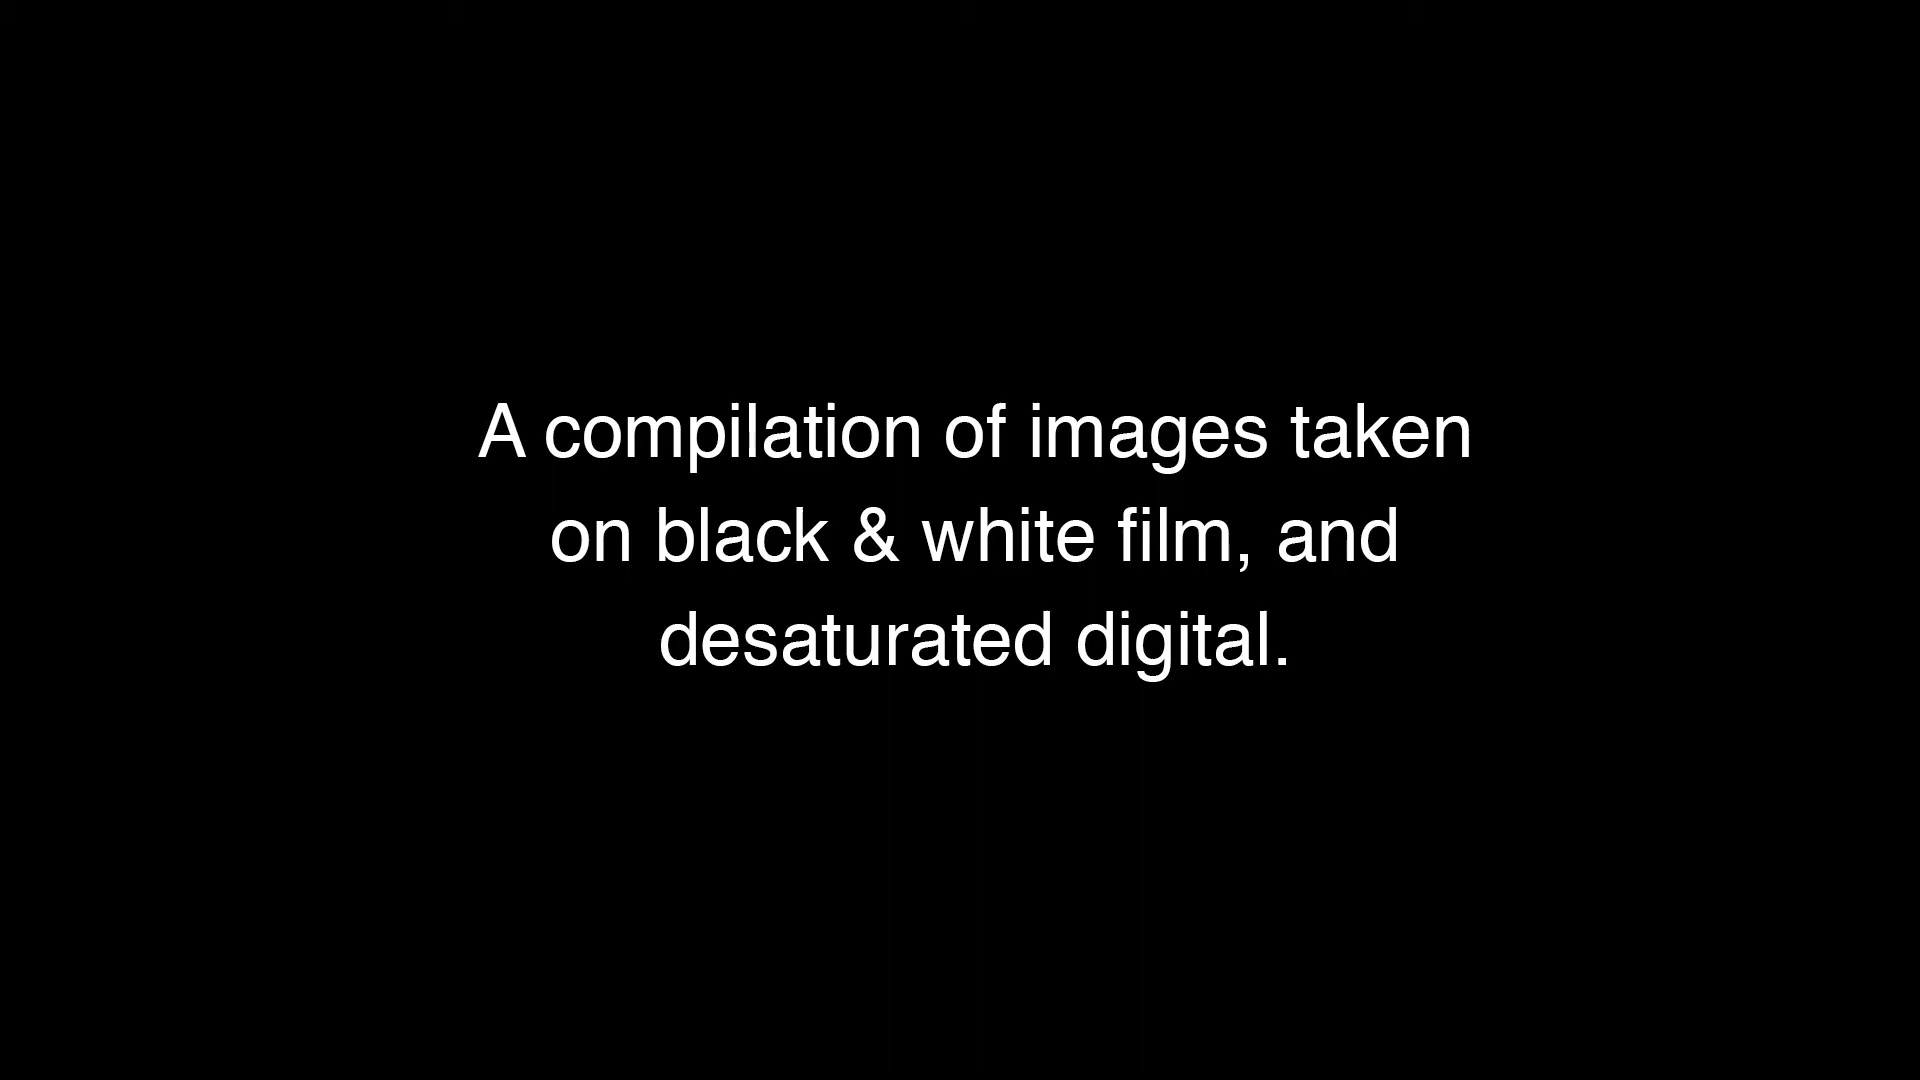 A compilation of images taken
on black & white film, and
desaturated digital.